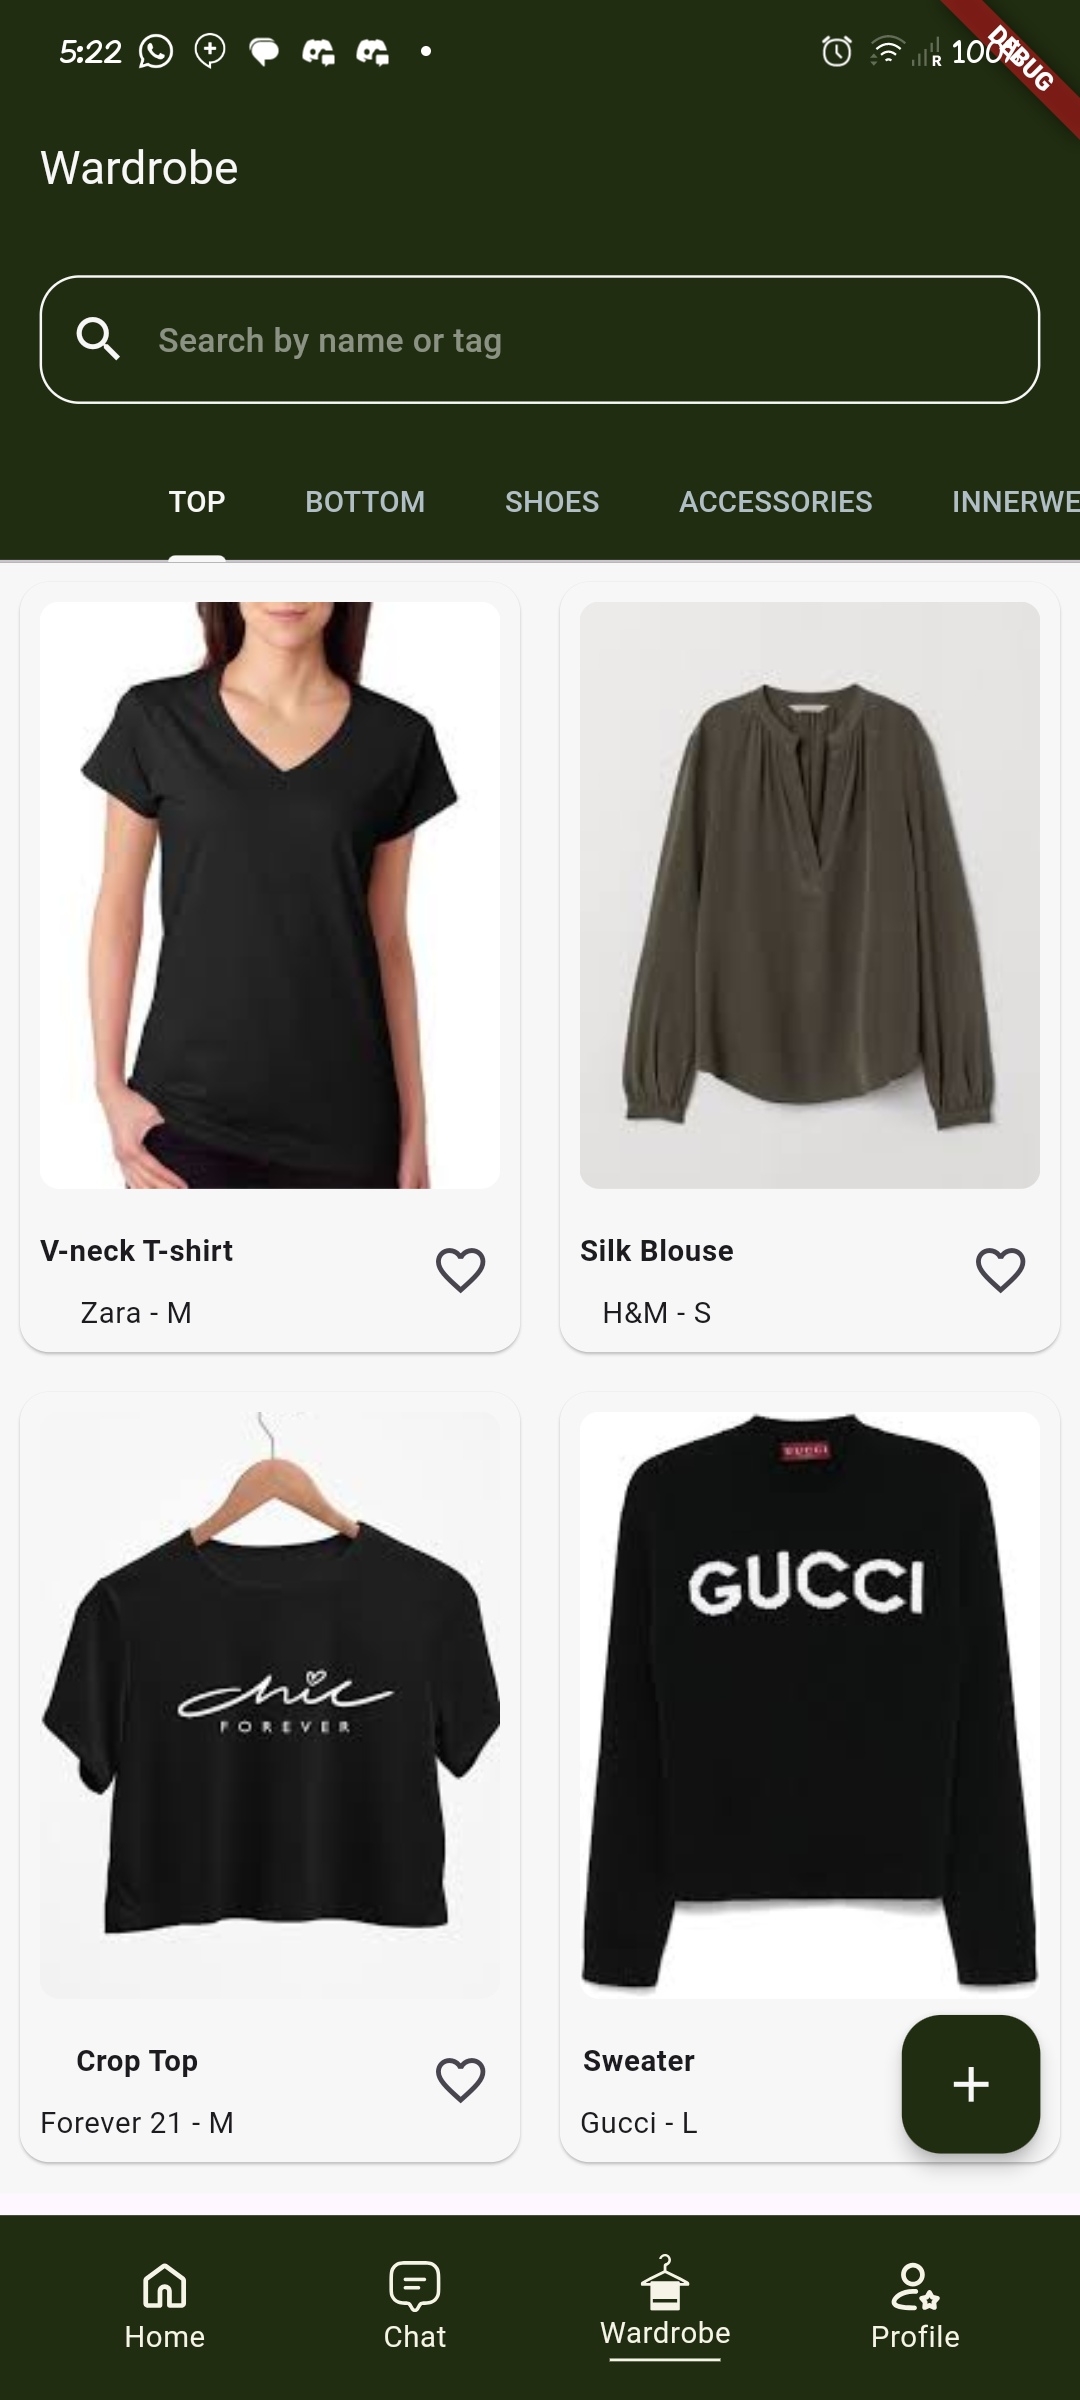 5:22
100%
DEBUG
Wardrobe
Search by name or tag
TOP BOTTOM SHOES ACCESSORIES INNERWE
V-neck T-shirt
Zara - M
Silk Blouse
H&M - S
chic
FOREVER
GUCCI
GUCCI
Crop Top
Forever 21 - M
Sweater
Gucci - L
Home Chat Wardrobe Profile